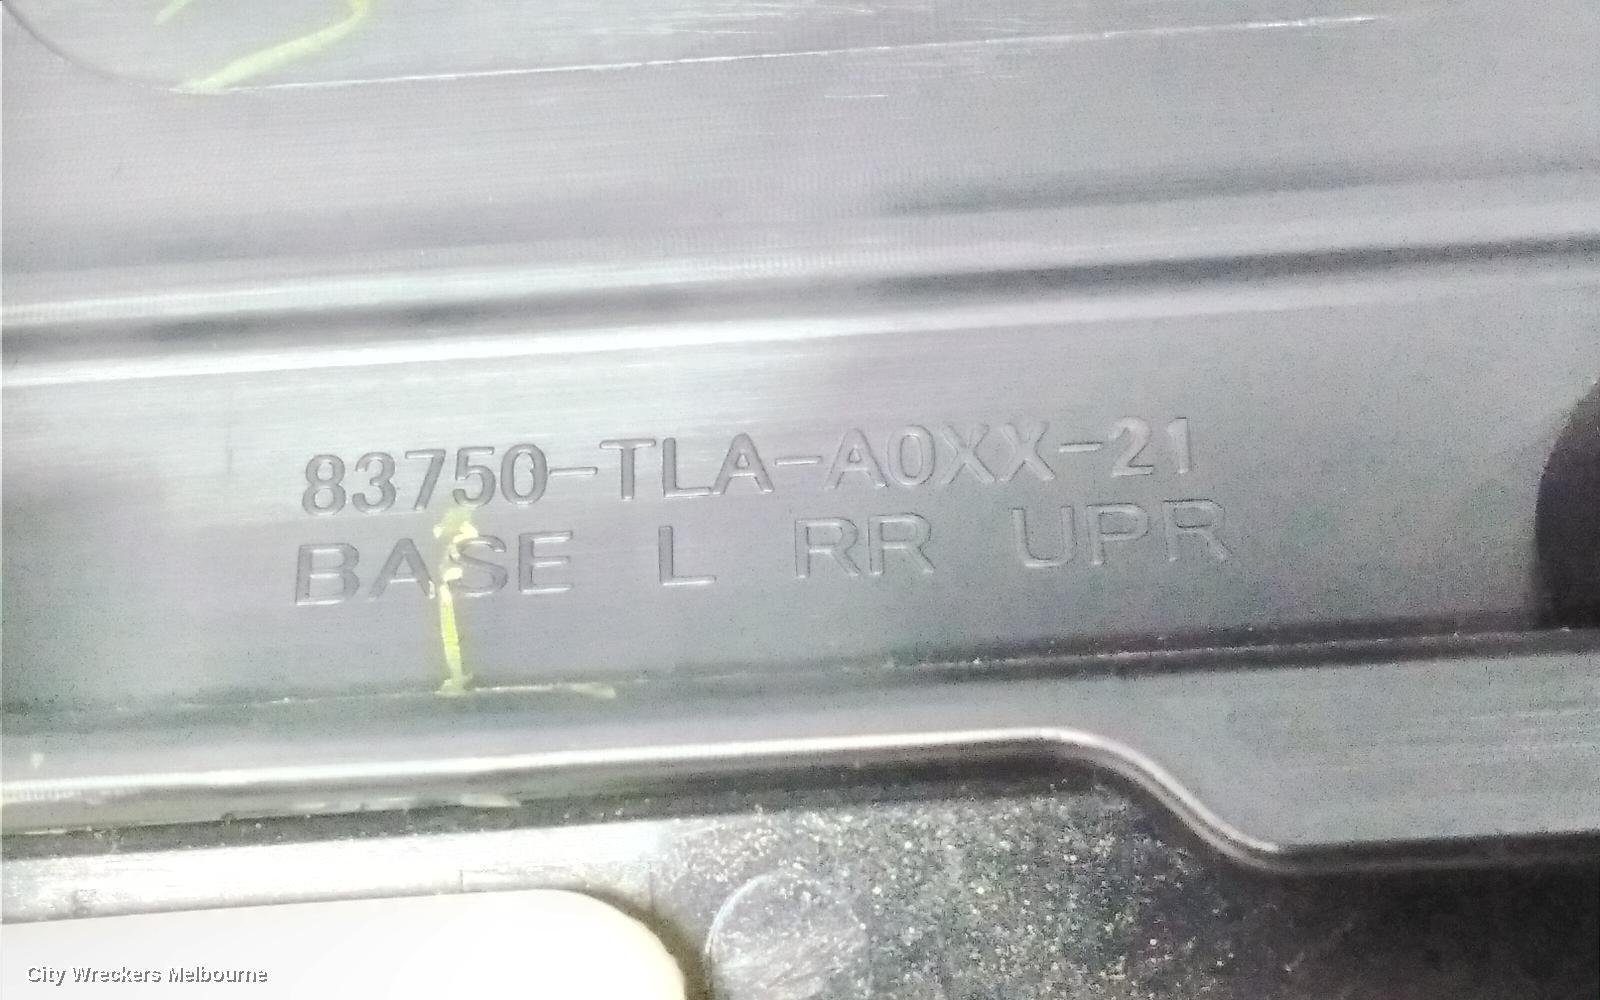 83750-TLA-A0XX-21
BASE L RR UPR
City Wreckers Melbourne